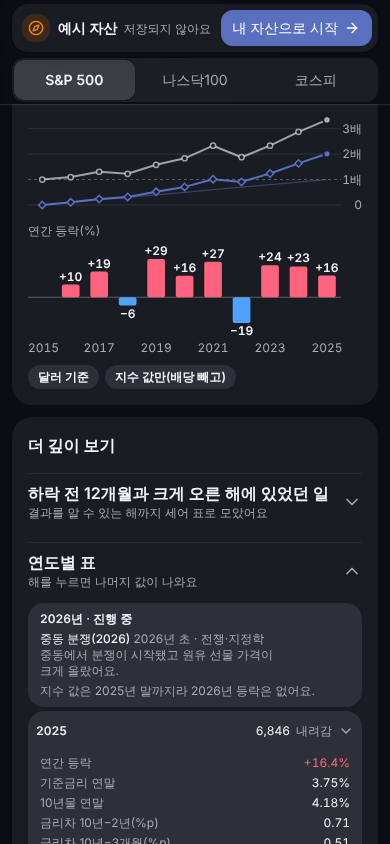 예시 자산 저장되지 않아요 내 자산으로 시작 →
S&P 500 나스닥100 코스피
3배
2배
1배
0
연간 등락(%)
+10 +19 −6 +29 +16 +27 −19 +24 +23 +16
2015 2017 2019 2021 2023 2025
달러 기준 지수 값만(배당 빼고)
더 깊이 보기
하락 전 12개월과 크게 오른 해에 있었던 일
결과를 알 수 있는 해까지 세어 표로 모았어요
연도별 표
해를 누르면 나머지 값이 나와요
2026년 · 진행 중
중동 분쟁(2026) 2026년 초 · 전쟁·지정학
중동에서 분쟁이 시작됐고 원유 선물 가격이
크게 올랐어요.
지수 값은 2025년 말까지라 2026년 등락은 없어요.
2025 6,846 내려감
연간 등락 +16.4%
기준금리 연말 3.75%
10년물 연말 4.18%
금리차 10년−2년(%p) 0.71
금리차 10년−3개월(%p) 0.51